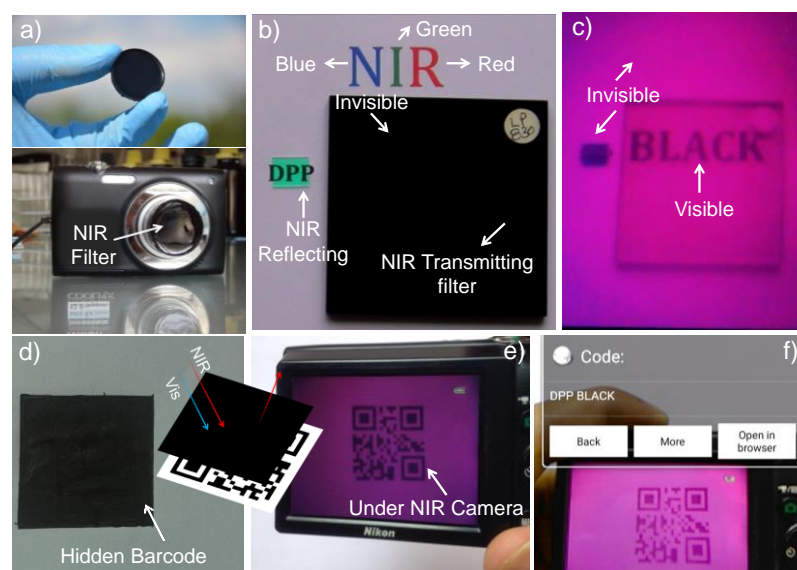 a)
NIR
Filter
b)
Green
Blue
NIR
Red
Invisible
LP
830
DPP
NIR
Reflecting
NIR Transmitting
filter
c)
Invisible
BLACK
Visible
d)
Hidden Barcode
NIR
Vis
e)
Under NIR Camera
Nikon
f)
Code:
DPP BLACK
Back
More
Open in
browser